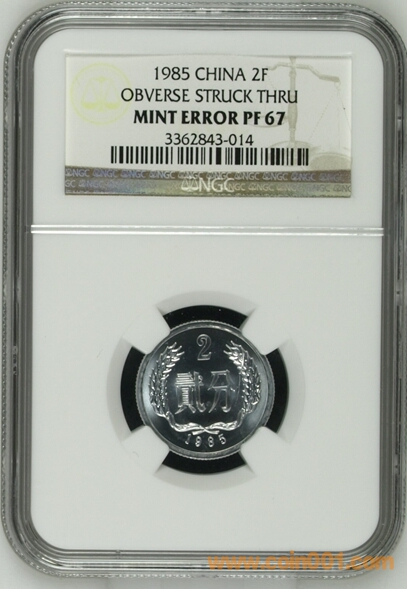 1985 CHINA 2F
OBVERSE STRUCK THRU
MINT ERROR PF 67
3362843-014
NGC
2
贰分
1985
www.coin001.com